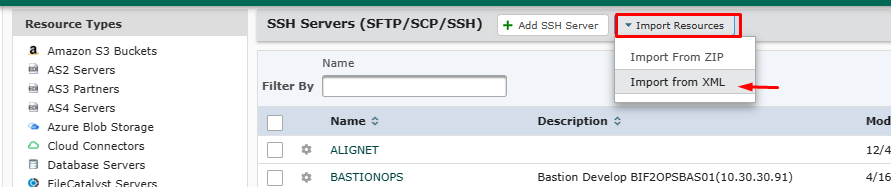 Resource Types
Amazon S3 Buckets
AS2 Servers
AS3 Partners
AS4 Servers
Azure Blob Storage
Cloud Connectors
Database Servers
FileCatalyst Servers
SSH Servers (SFTP/SCP/SSH)
Add SSH Server
Import Resources
Import From ZIP
Import from XML
Name
Filter By
Name
Description
Mod
ALIGNET
12/4
BASTIONOPS
Bastion Develop BIF2OPSBAS01(10.30.30.91)
4/16